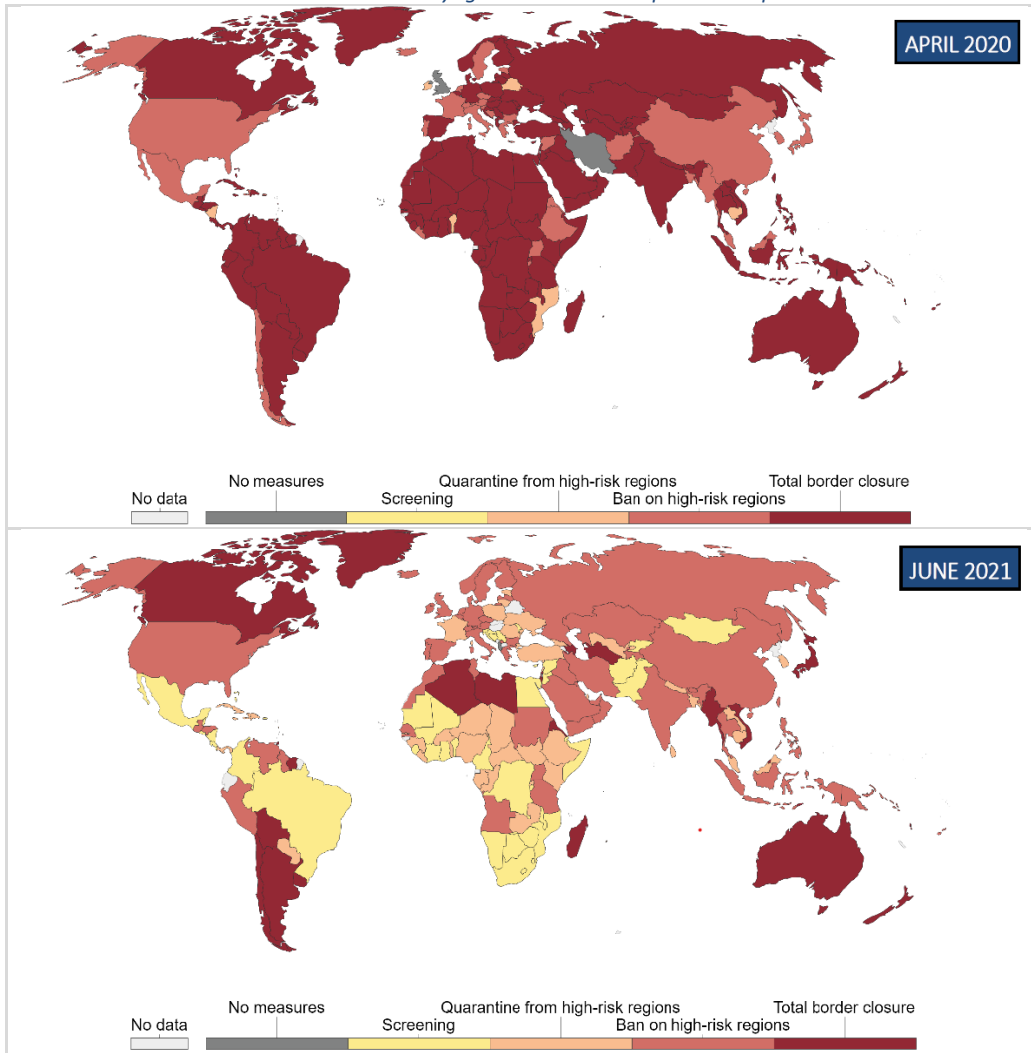 APRIL 2020
No measures
Quarantine from high-risk regions
Total border closure
No data
Screening
Ban on high-risk regions
JUNE 2021
No measures
Quarantine from high-risk regions
Total border closure
No data
Screening
Ban on high-risk regions